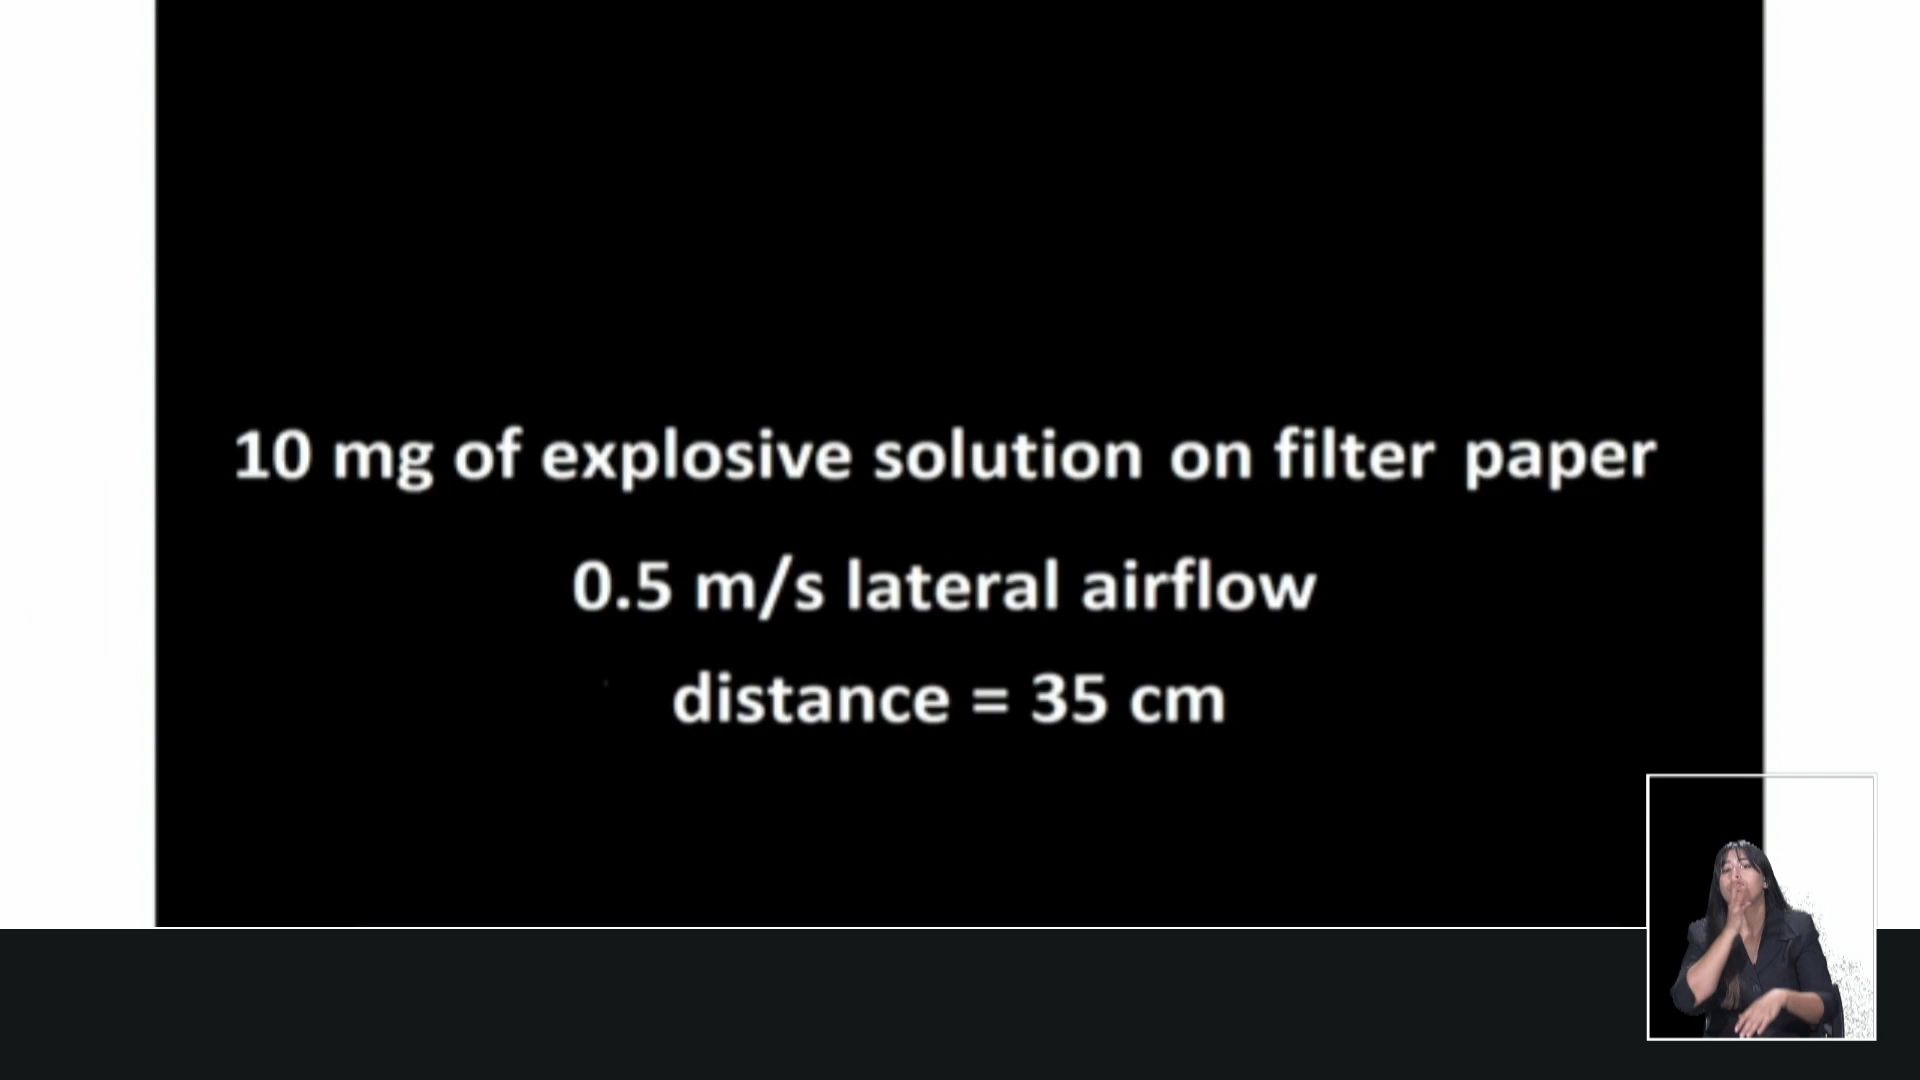 10 mg of explosive solution on filter paper
0.5 m/s lateral airflow
distance = 35 cm